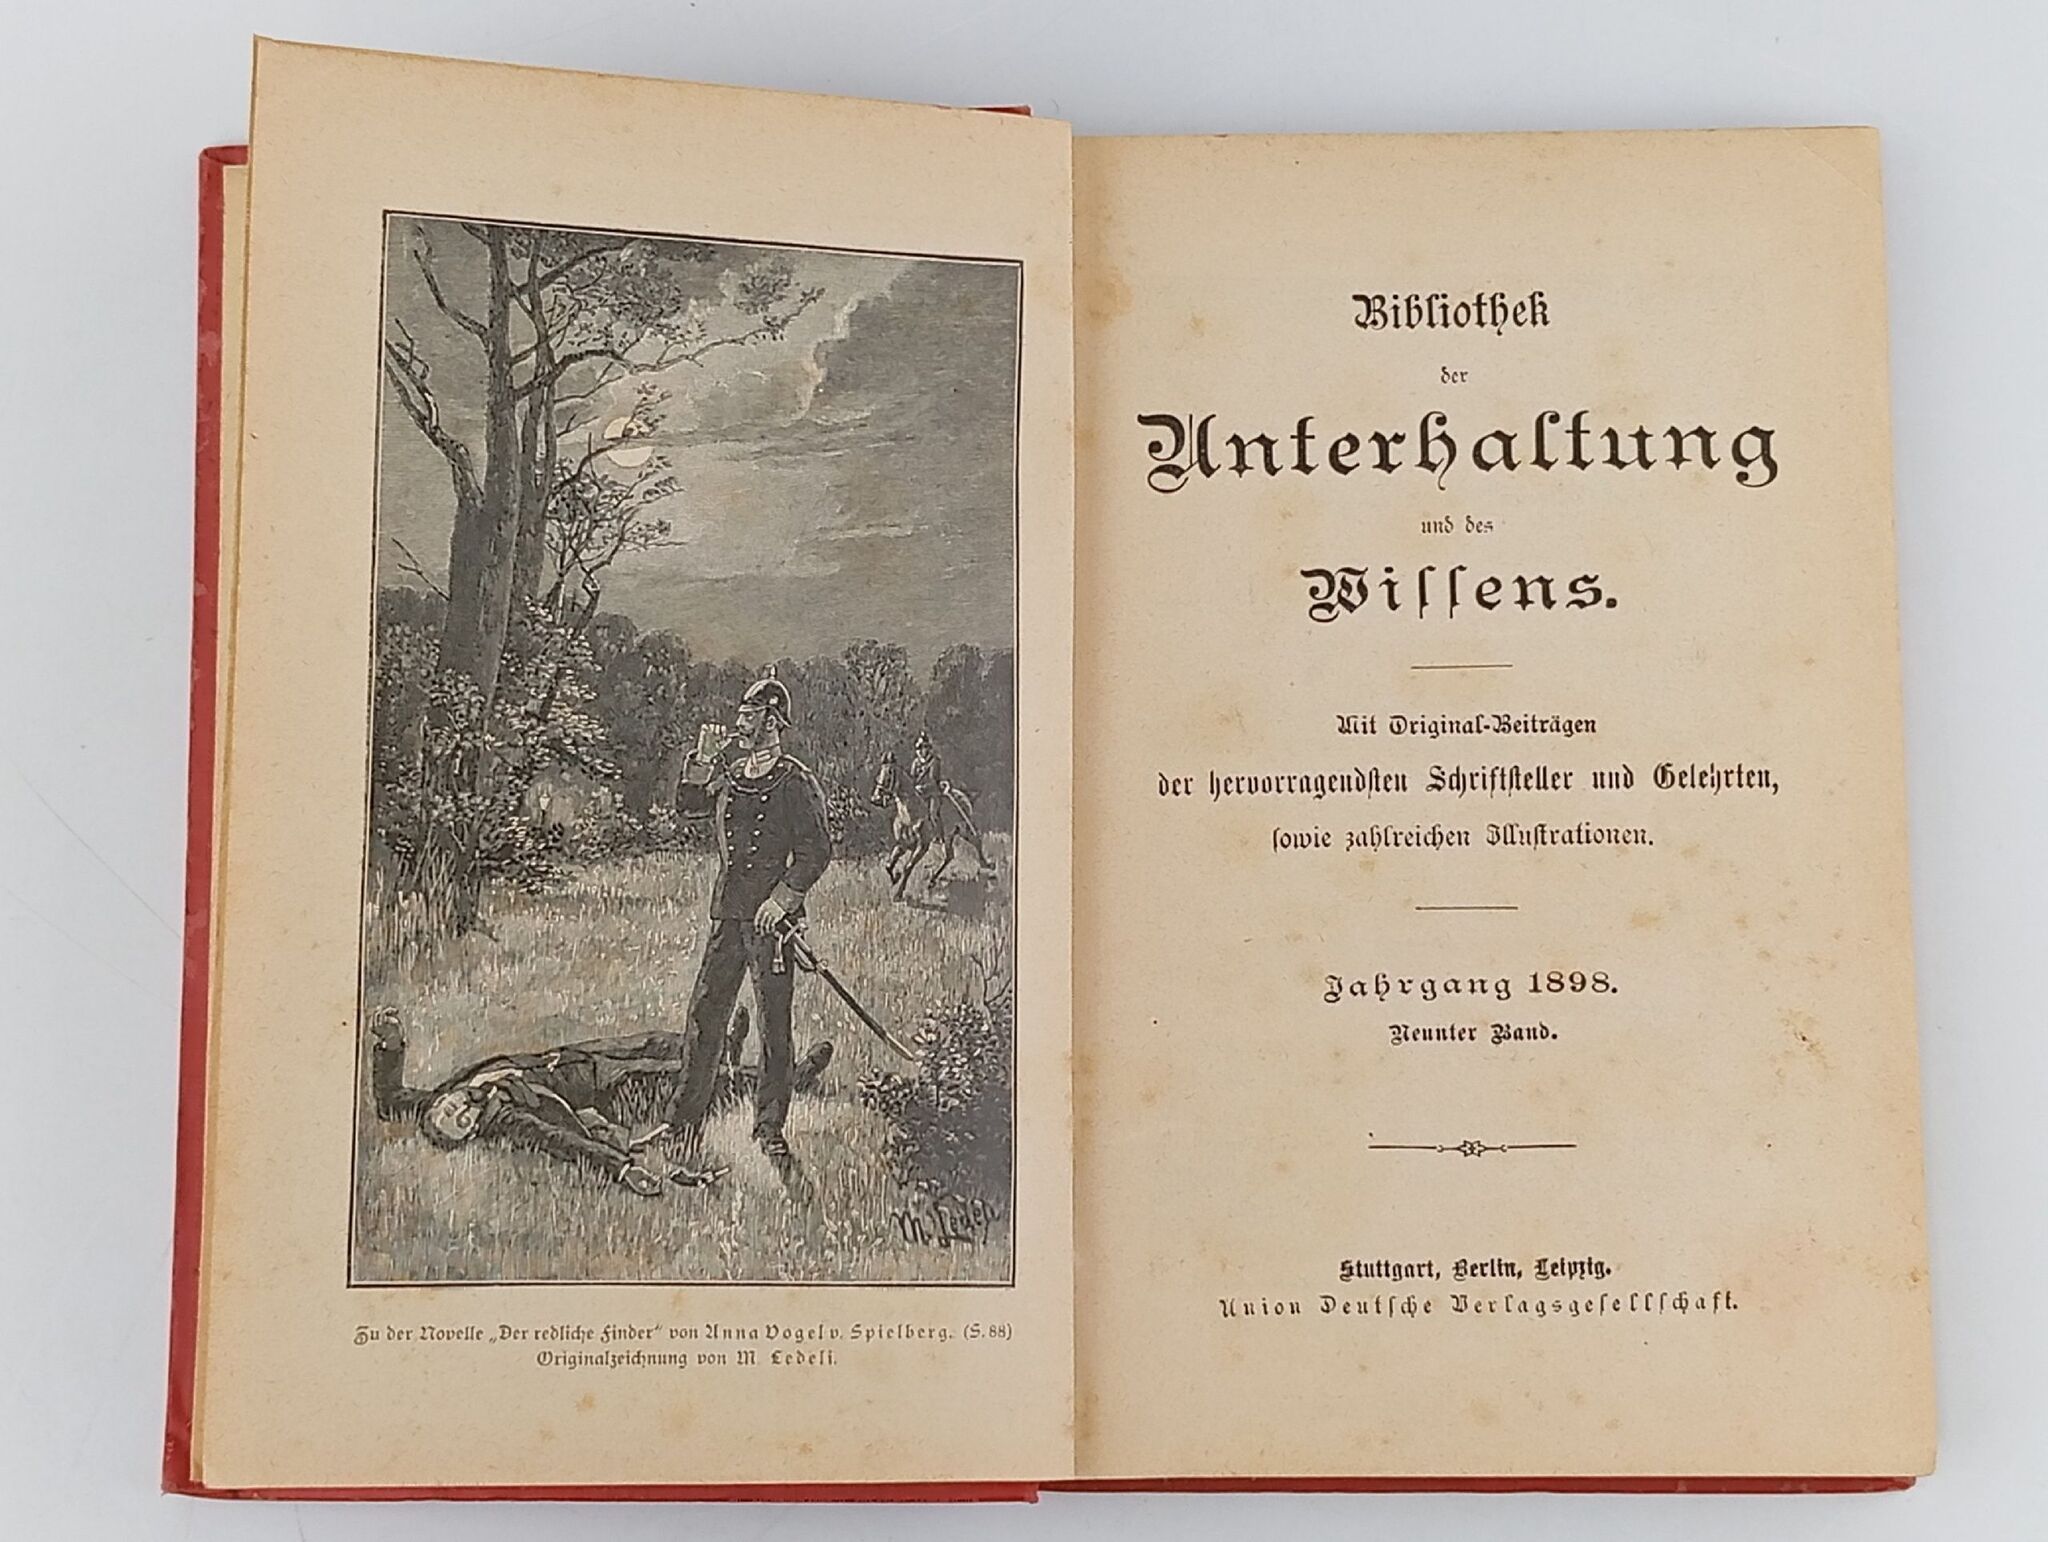 M. Ledeli
Zu der Novelle „Der redliche Finder“ von Anna Vogel v. Spielberg. (S. 88)
Originalzeichnung von M. Ledeli.
Bibliothek
der
Unterhaltung
und des
Wissens.
Mit Original-Beiträgen
der hervorragendsten Schriftsteller und Gelehrten,
sowie zahlreichen Illustrationen.
Jahrgang 1898.
Neunter Band.
Stuttgart, Berlin, Leipzig.
Union Deutsche Verlagsgesellschaft.